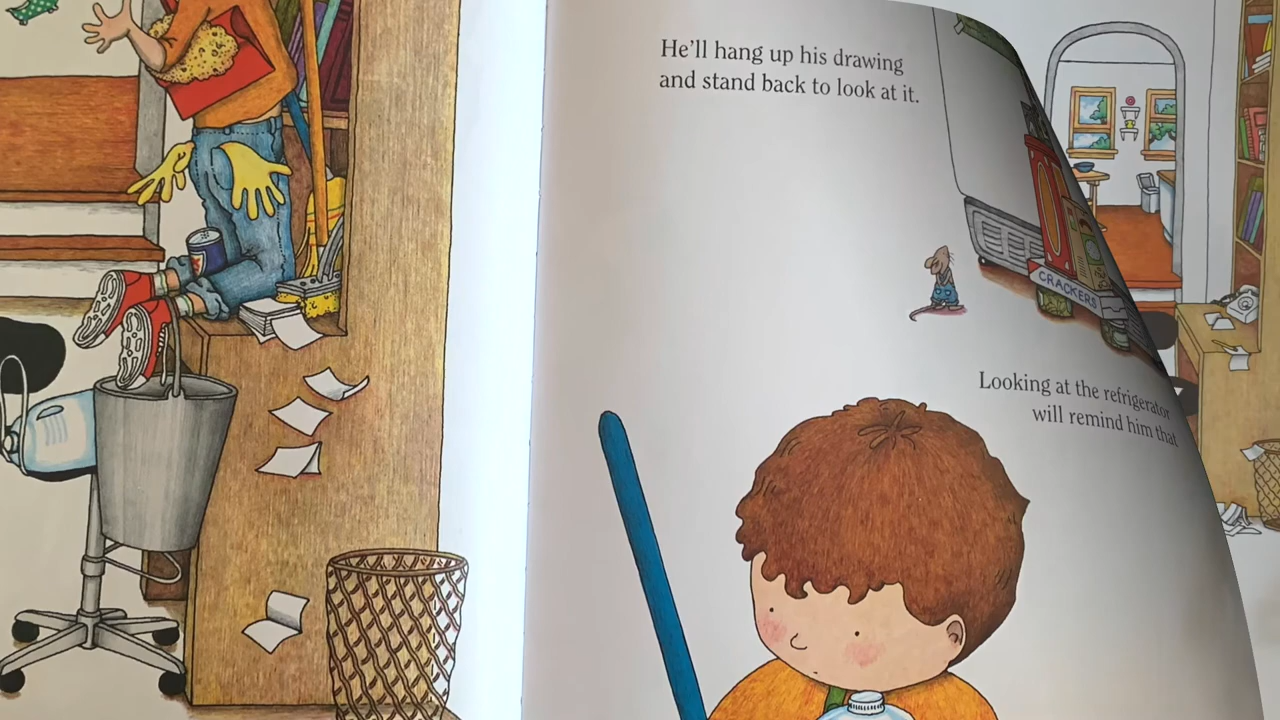 He'll hang up his drawing
and stand back to look at it.
CRACKERS
Looking at the refrigerator
will remind him that